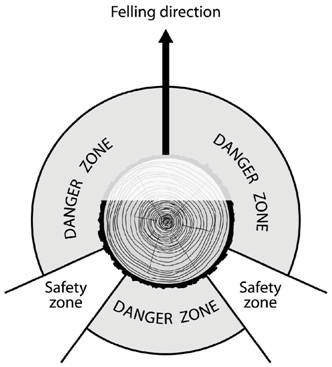 Felling direction
DANGER ZONE
DANGER ZONE
Safety
zone
Safety
zone
DANGER ZONE